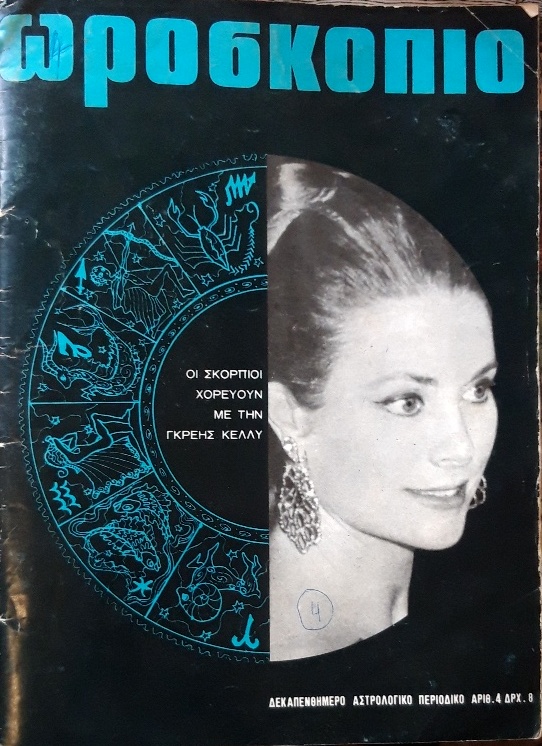 ωροσκοπιο
ΟΙ ΣΚΟΡΠΙΟΙ
ΧΟΡΕΥΟΥΝ
ΜΕ ΤΗΝ
ΓΚΡΕΗΣ ΚΕΛΛΥ
4
ΔΕΚΑΠΕΝΘΗΜΕΡΟ ΑΣΤΡΟΛΟΓΙΚΟ ΠΕΡΙΟΔΙΚΟ ΑΡΙΘ.4 ΔΡΧ.8